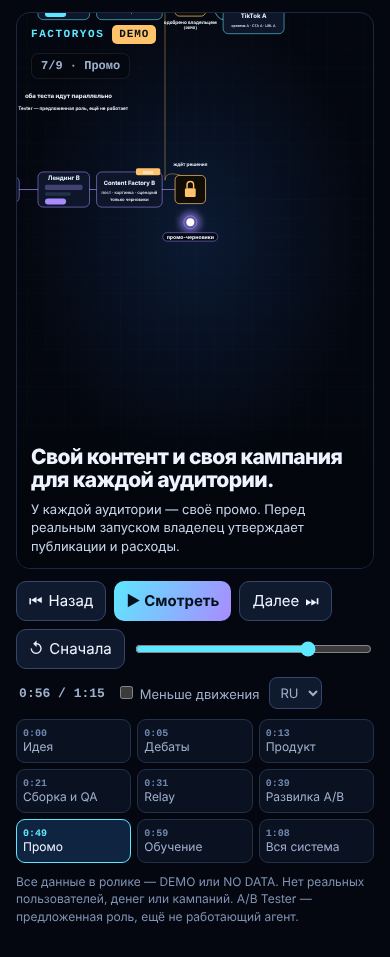 FACTORYOS DEMO
7/9 · Промо
TikTok A
оба теста идут параллельно
Tester — предложенная роль, ещё не работает
ждёт решения
Лендинг B
Content Factory B
пост · карточка · сценарий
только черновики
промо-черновики
Свой контент и своя кампания
для каждой аудитории.
У каждой аудитории — своё промо. Перед
реальным запуском владелец утверждает
публикации и расходы.
Назад
Смотреть
Далее
Сначала
0:56 / 1:15
Меньше движения
RU
0:00
Идея
0:05
Дебаты
0:13
Продукт
0:21
Сборка и QA
0:31
Relay
0:39
Развилка A/B
0:49
Промо
0:59
Обучение
1:08
Вся система
Все данные в ролике — DEMO или NO DATA. Нет реальных
пользователей, денег или кампаний. A/B Tester —
предложенная роль, ещё не работающий агент.